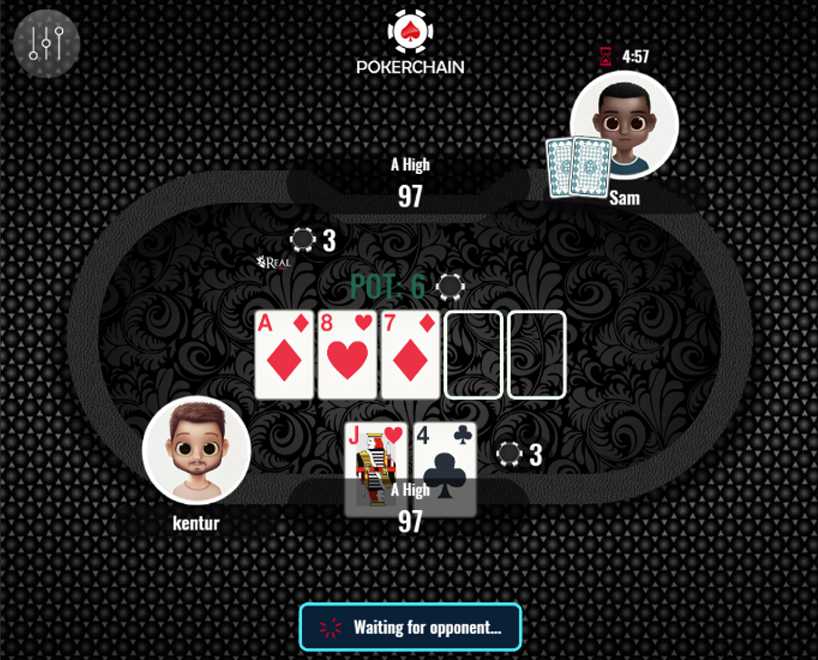 POKERCHAIN
4:57
A High
97
Sam
3
REAL
POT: 6
A
8
7
J
4
3
A High
97
kentur
Waiting for opponent...